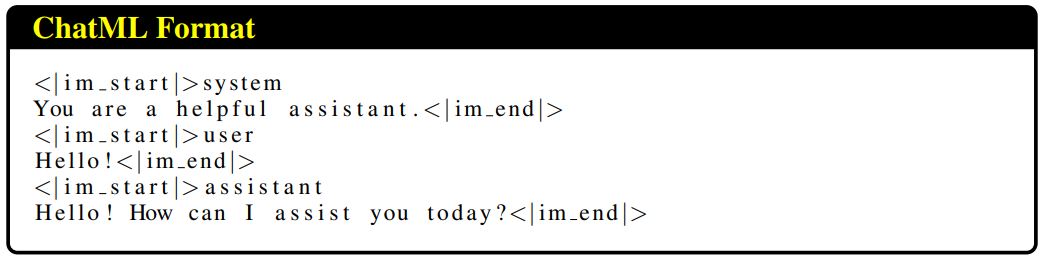 ChatML Format
<|im_start|>system
You are a helpful assistant.<|im_end|>
<|im_start|>user
Hello!<|im_end|>
<|im_start|>assistant
Hello! How can I assist you today?<|im_end|>